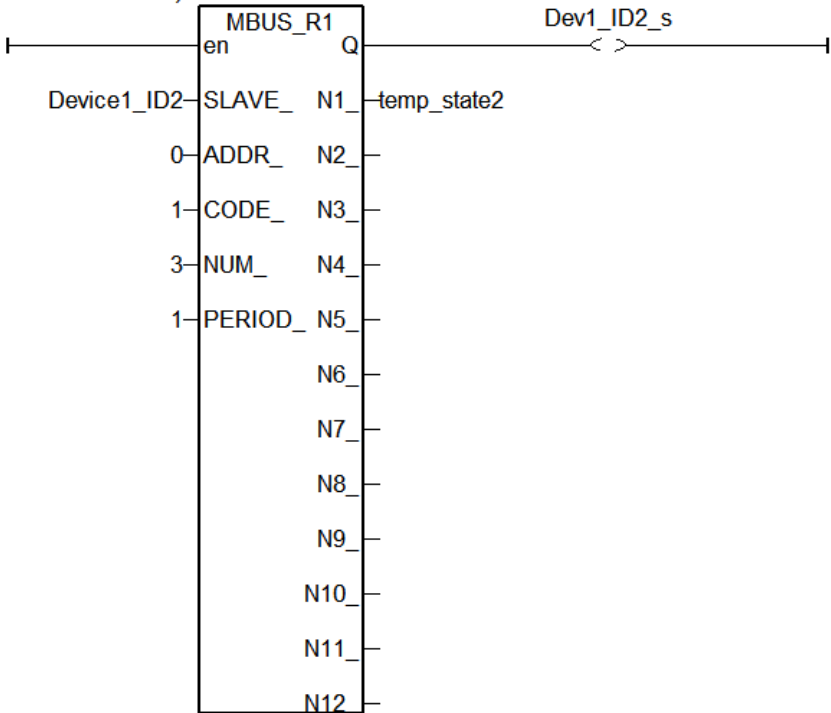 MBUS_R1
Dev1_ID2_s
en Q
Device1_ID2 SLAVE_ N1_ temp_state2
0 ADDR_ N2_
1 CODE_ N3_
3 NUM_ N4_
1 PERIOD_ N5_
N6_
N7_
N8_
N9_
N10_
N11_
N12_